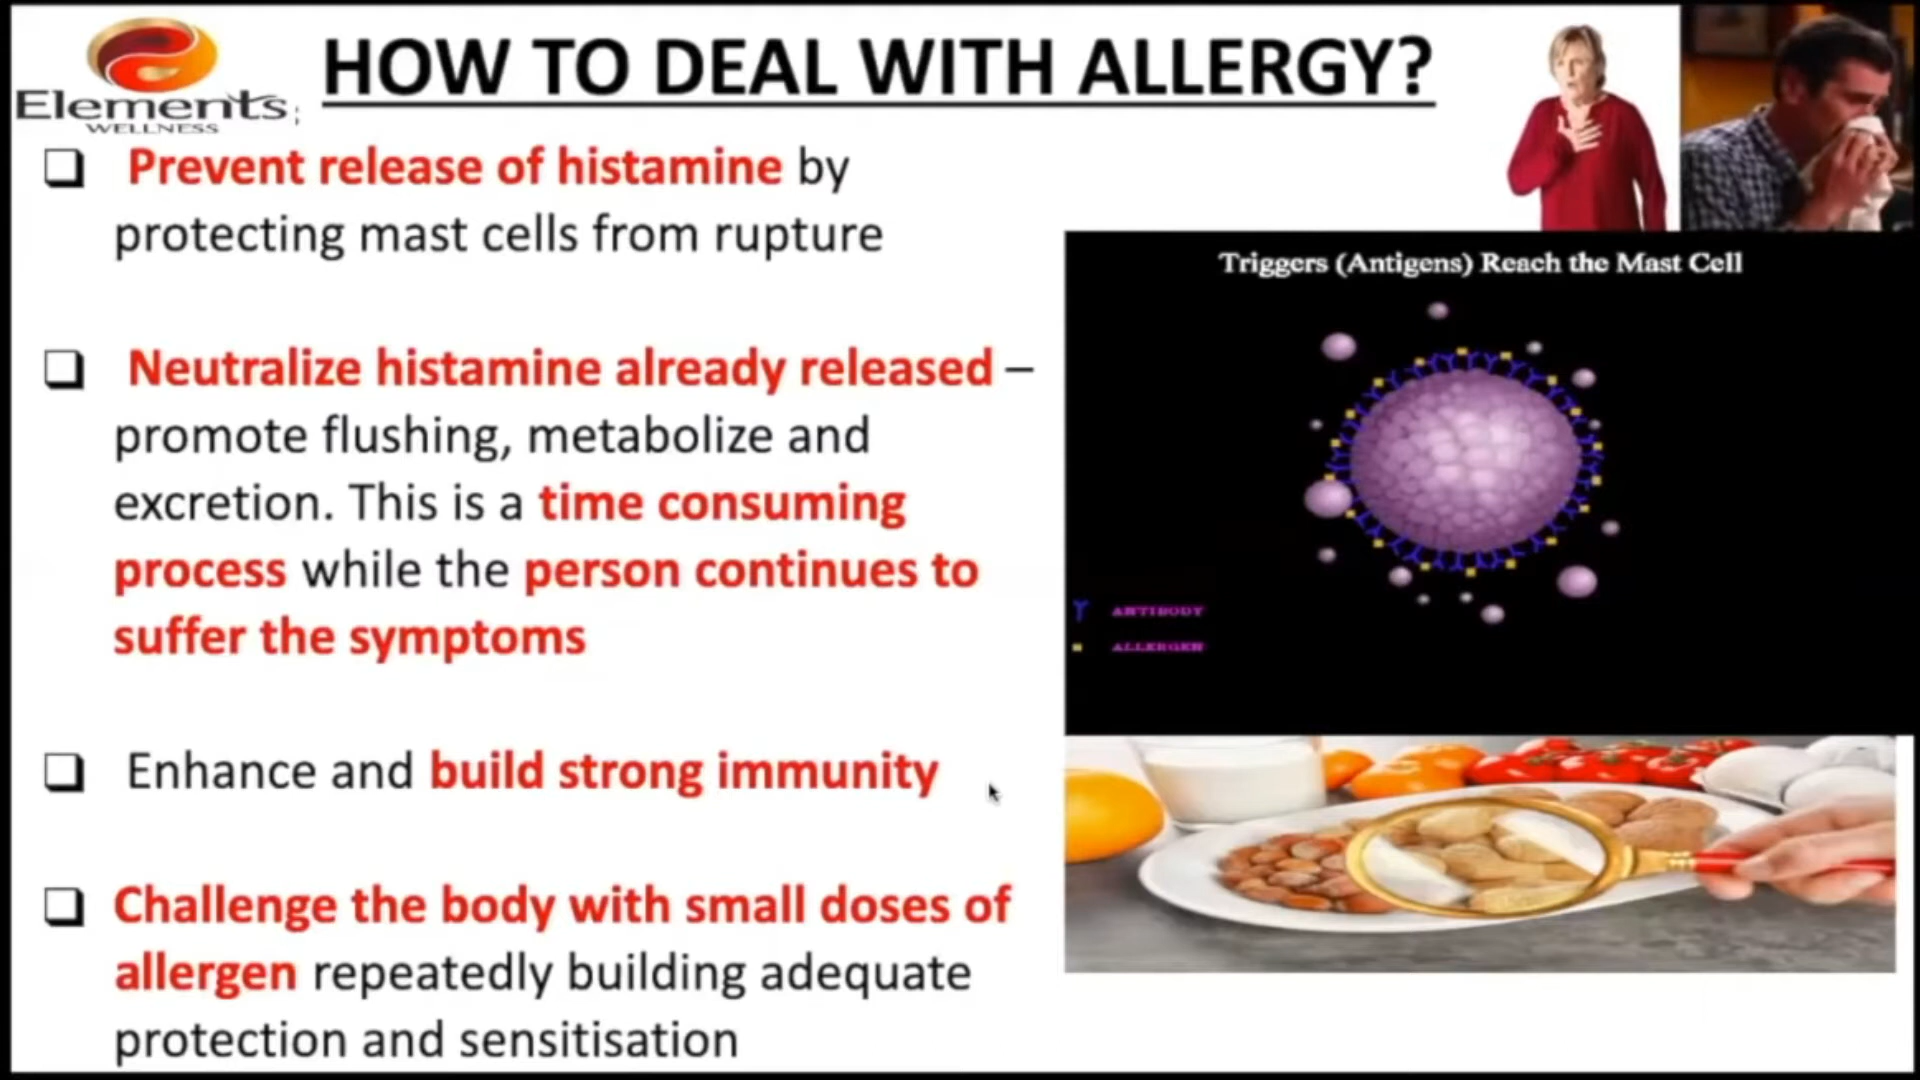 Elements
WELLNESS
HOW TO DEAL WITH ALLERGY?
Prevent release of histamine by
protecting mast cells from rupture
Neutralize histamine already released –
promote flushing, metabolize and
excretion. This is a time consuming
process while the person continues to
suffer the symptoms
Enhance and build strong immunity
Challenge the body with small doses of
allergen repeatedly building adequate
protection and sensitisation
Triggers (Antigens) Reach the Mast Cell
ANTIBODY
ALLERGEN